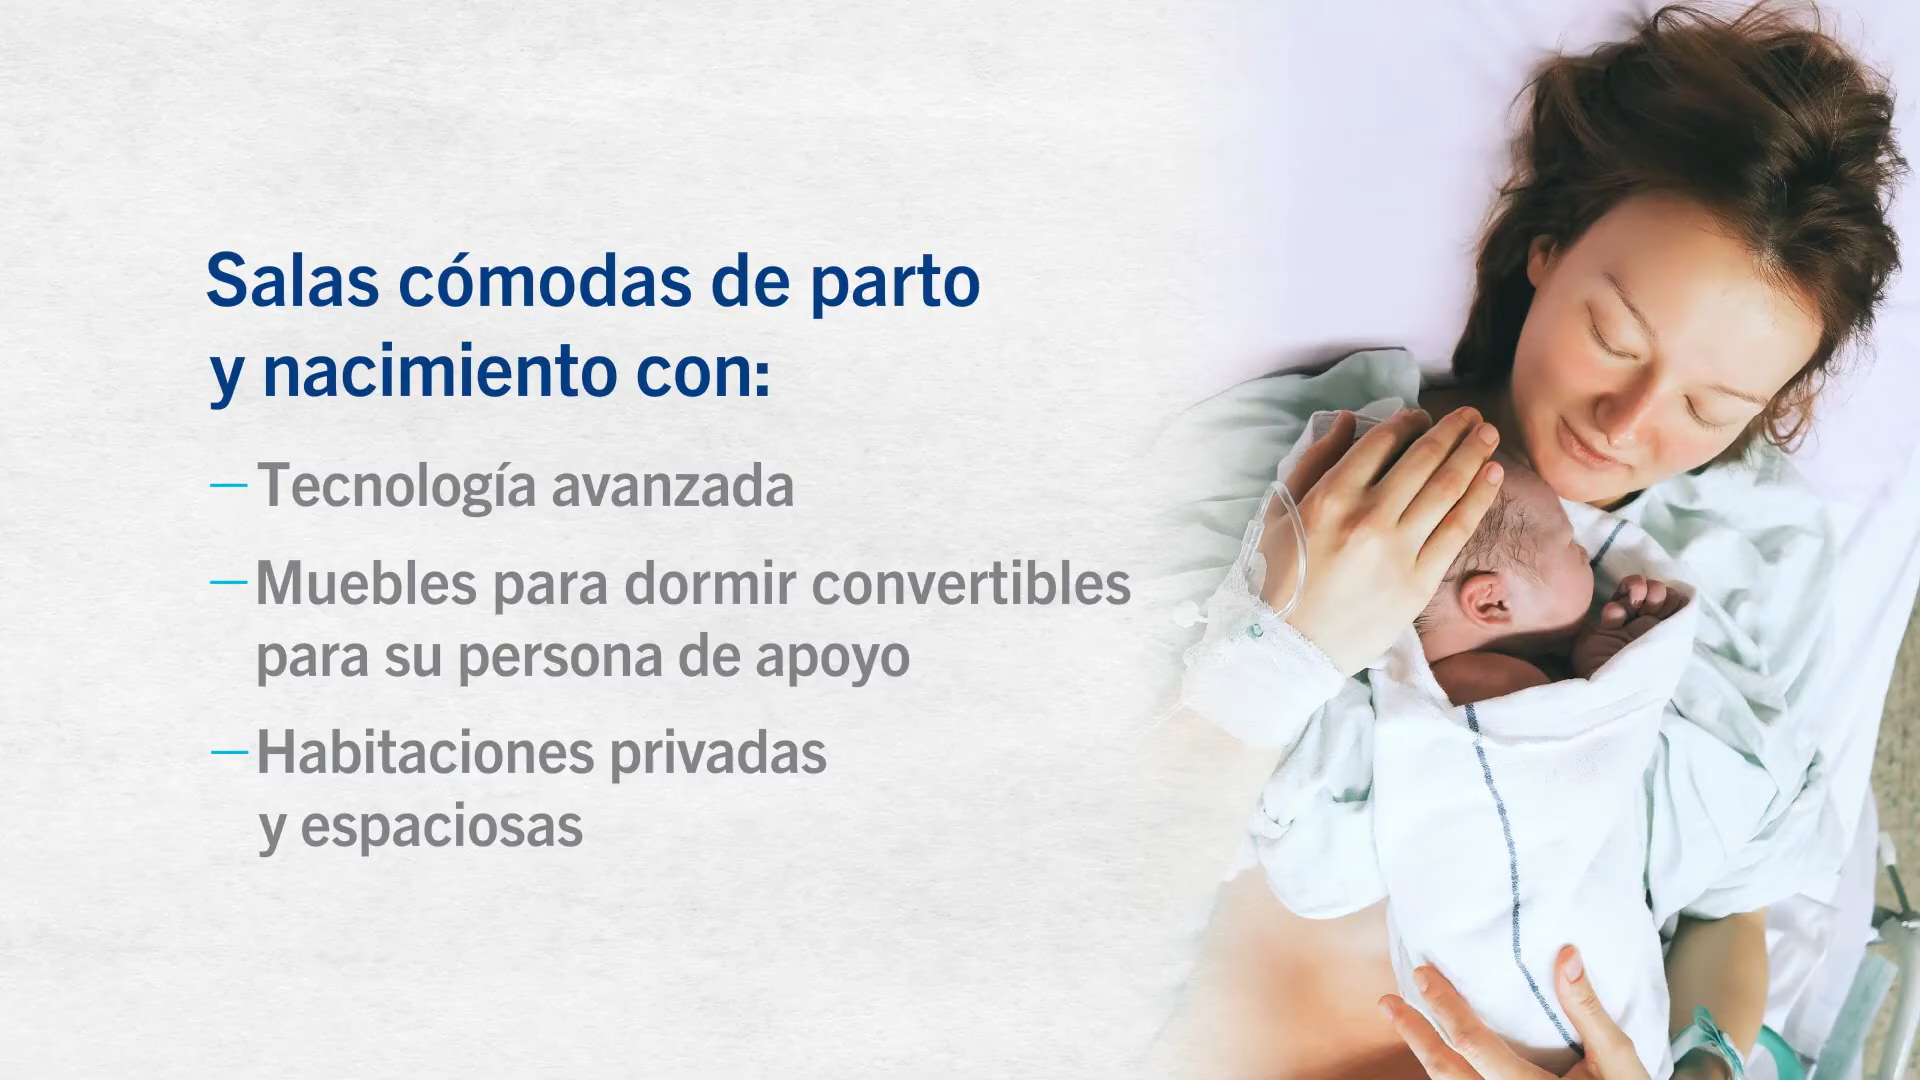 Salas cómodas de parto
y nacimiento con:
— Tecnología avanzada
— Muebles para dormir convertibles
para su persona de apoyo
— Habitaciones privadas
y espaciosas